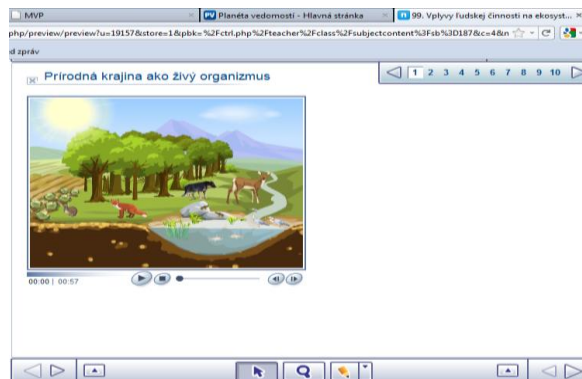 MVP
Planéta vedomostí - Hlavná stránka
99. Vplyvy ľudskej činnosti na ekosyst...
php/preview/preview?u=19157&store=1&pbk=%2Fctrl.php%2Fteacher%2Fclass%2Fsubjectcontent%3Fsb%3D187&c=4&n
d správ
Prírodná krajina ako živý organizmus
1 2 3 4 5 6 7 8 9 10
00:00 | 00:57